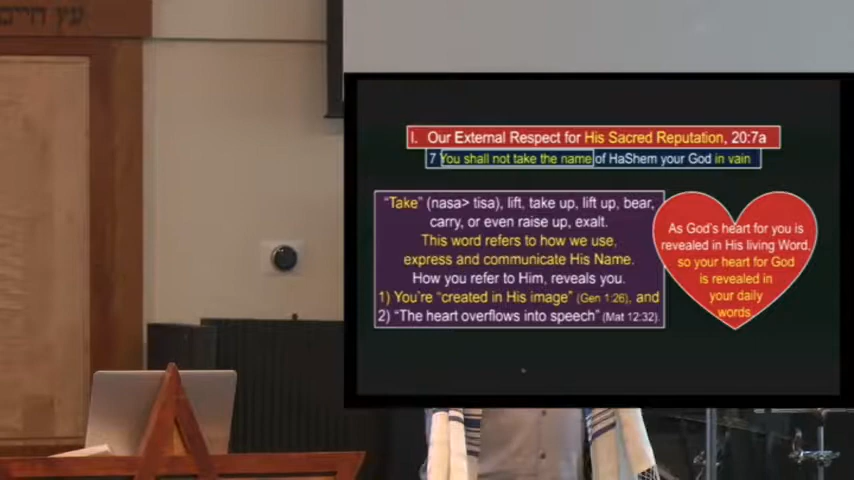 עץ חיים
I. Our External Respect for His Sacred Reputation, 20:7a
7 You shall not take the name of HaShem your God in vain
“Take” (nasa> tisa), lift, take up, lift up, bear,
carry, or even raise up, exalt.
This word refers to how we use,
express and communicate His Name.
How you refer to Him, reveals you.
1) You’re “created in His image” (Gen 1:26), and
2) “The heart overflows into speech” (Mat 12:32).
As God’s heart for you is
revealed in His living Word,
so your heart for God
is revealed in
your daily
words.